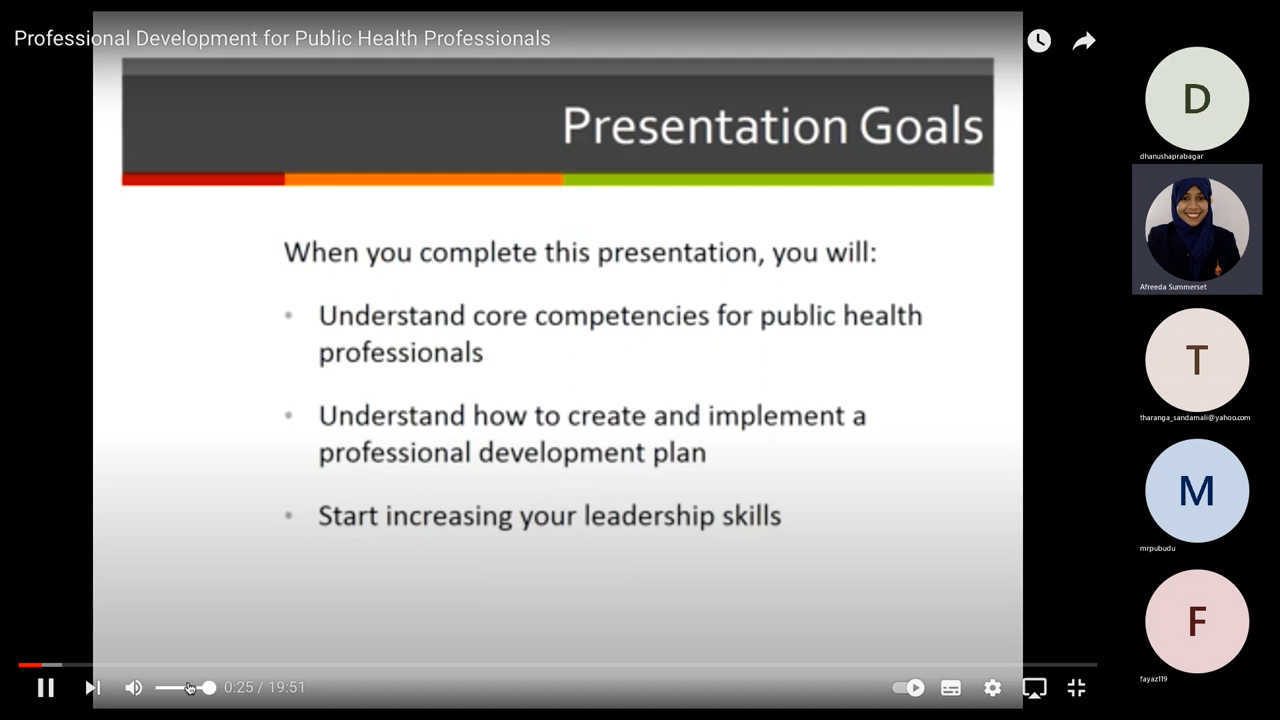 Professional Development for Public Health Professionals
Presentation Goals
When you complete this presentation, you will:
• Understand core competencies for public health
professionals
• Understand how to create and implement a
professional development plan
• Start increasing your leadership skills
0:25 / 19:51
D
dhanushaprabagar
Afreeda Summerset
T
tharanga_sandamali@yahoo.com
M
mrpubudu
F
fayaz119